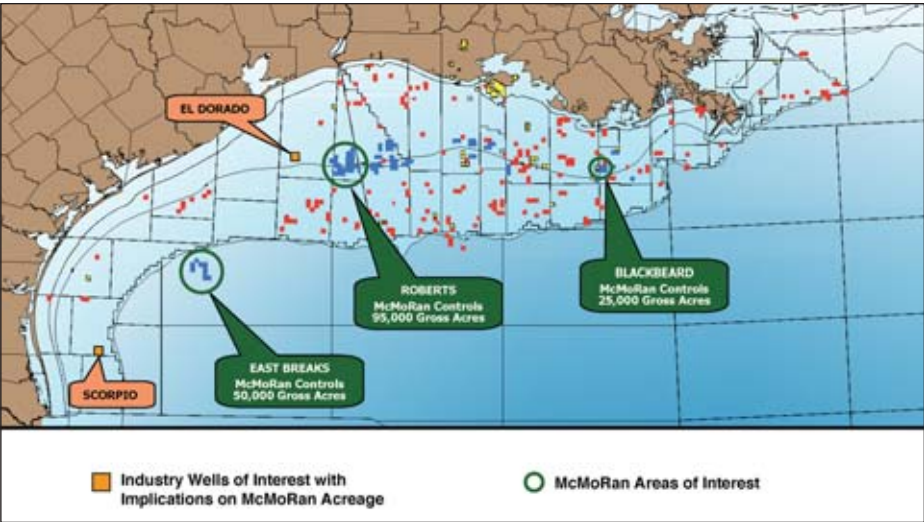 EL DORADO
ROBERTS
McMoRan Controls
95,000 Gross Acres
BLACKBEARD
McMoRan Controls
25,000 Gross Acres
EAST BREAKS
McMoRan Controls
50,000 Gross Acres
SCORPIO
Industry Wells of Interest with
Implications on McMoRan Acreage
McMoRan Areas of Interest